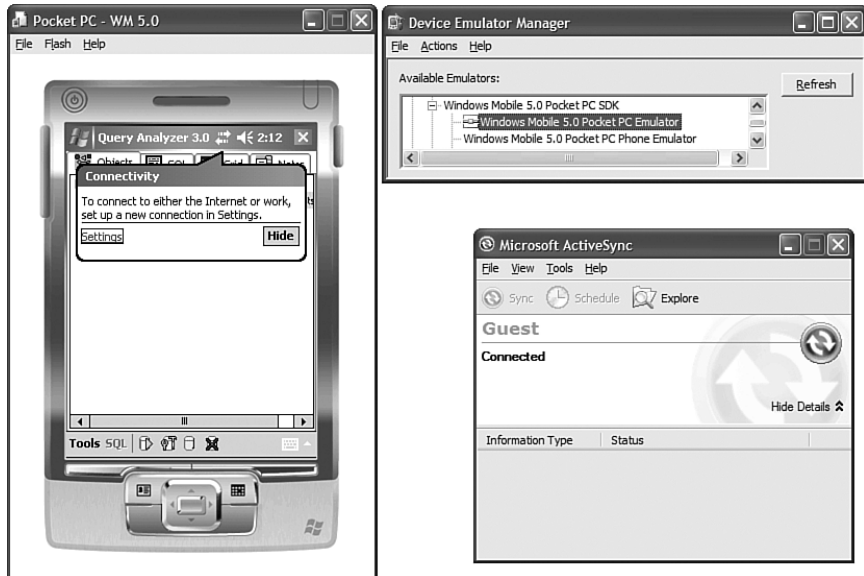 Pocket PC - WM 5.0
File Flash Help
Query Analyzer 3.0 2:12
Objects SQL Grid Notes
Connectivity
To connect to either the Internet or work,
set up a new connection in Settings.
Settings Hide
Tools SQL
Device Emulator Manager
File Actions Help
Available Emulators:
Refresh
Windows Mobile 5.0 Pocket PC SDK
Windows Mobile 5.0 Pocket PC Emulator
Windows Mobile 5.0 Pocket PC Phone Emulator
Microsoft ActiveSync
File View Tools Help
Sync Schedule Explore
Guest
Connected
Hide Details
Information Type Status